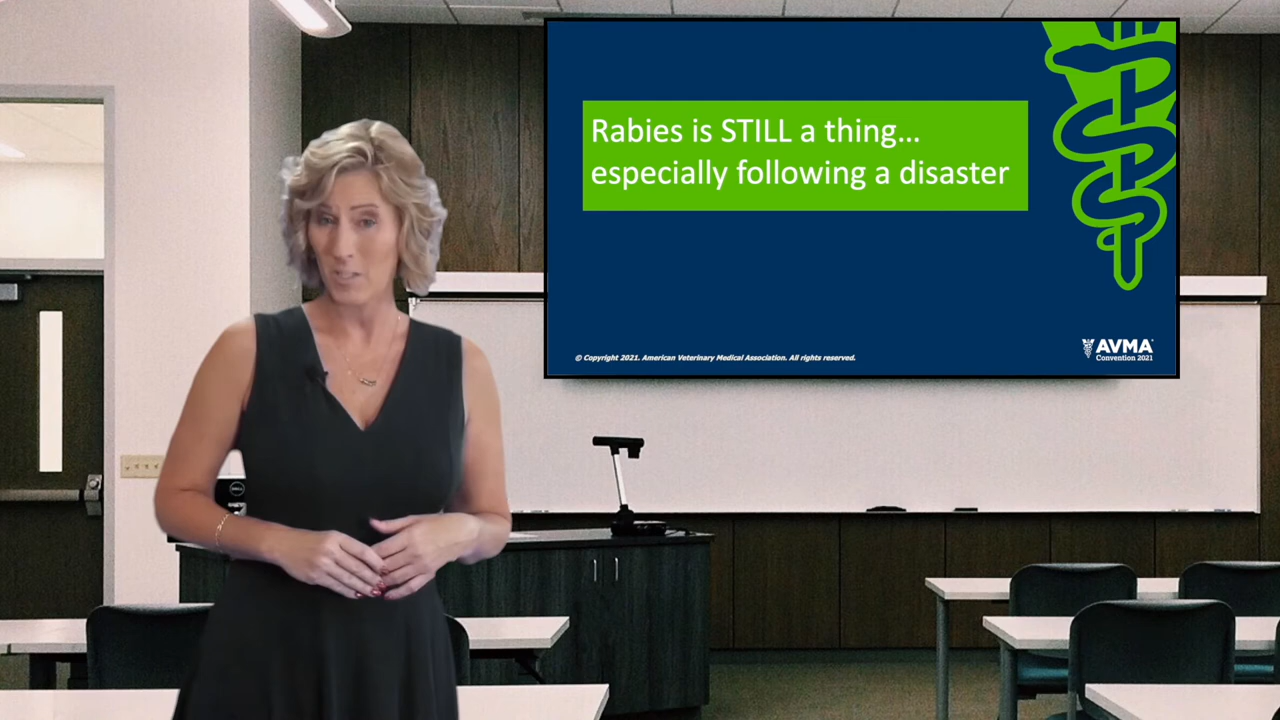 Rabies is STILL a thing…
especially following a disaster
© Copyright 2021. American Veterinary Medical Association. All rights reserved.
AVMA
Convention 2021
DELL